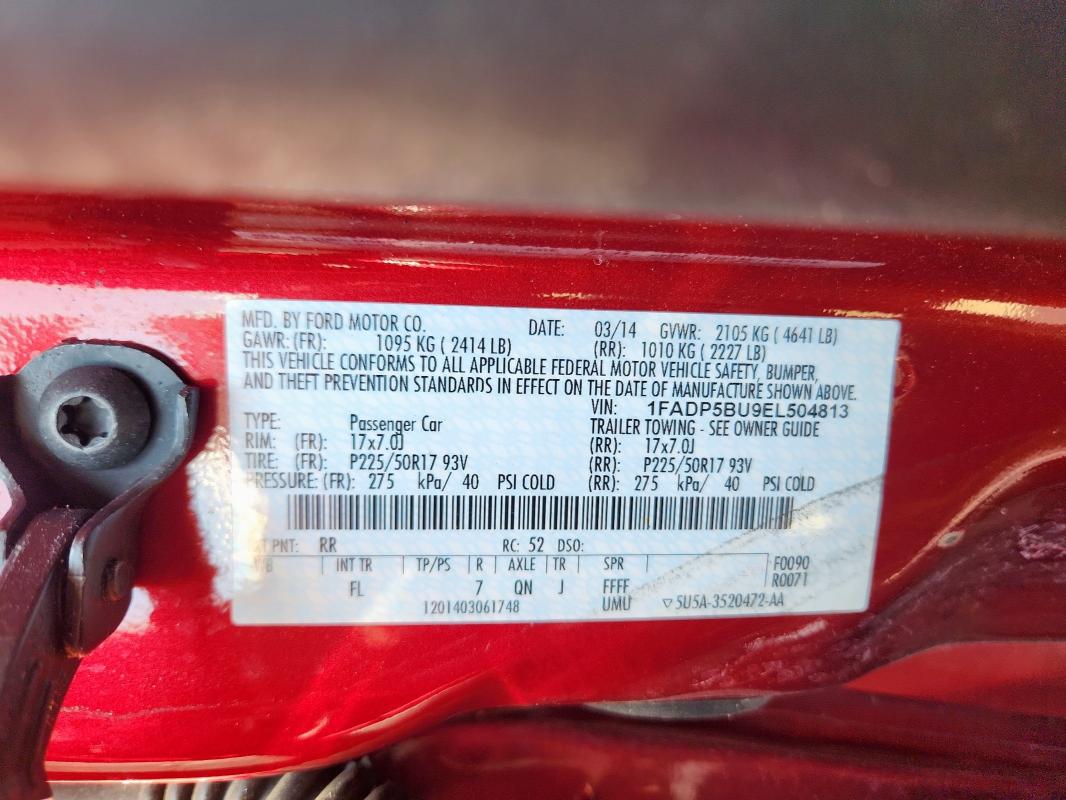 MFD. BY FORD MOTOR CO. DATE: 03/14 GVWR: 2105 KG ( 4641 LB)
GAWR: (FR): 1095 KG ( 2414 LB) (RR): 1010 KG ( 2227 LB)
THIS VEHICLE CONFORMS TO ALL APPLICABLE FEDERAL MOTOR VEHICLE SAFETY, BUMPER,
AND THEFT PREVENTION STANDARDS IN EFFECT ON THE DATE OF MANUFACTURE SHOWN ABOVE.
VIN: 1FADP5BU9EL504813
TYPE: Passenger Car TRAILER TOWING - SEE OWNER GUIDE
RIM: (FR): 17x7.0J (RR): 17x7.0J
TIRE: (FR): P225/50R17 93V (RR): P225/50R17 93V
PRESSURE: (FR): 275 kPa/ 40 PSI COLD (RR): 275 kPa/ 40 PSI COLD
PNT: RR RC: 52 DSO:
INT TR TP/PS R AXLE TR SPR F0090
FL 7 QN J FFFF R0071
1201403061748 UMU ▽5U5A-3520472-AA